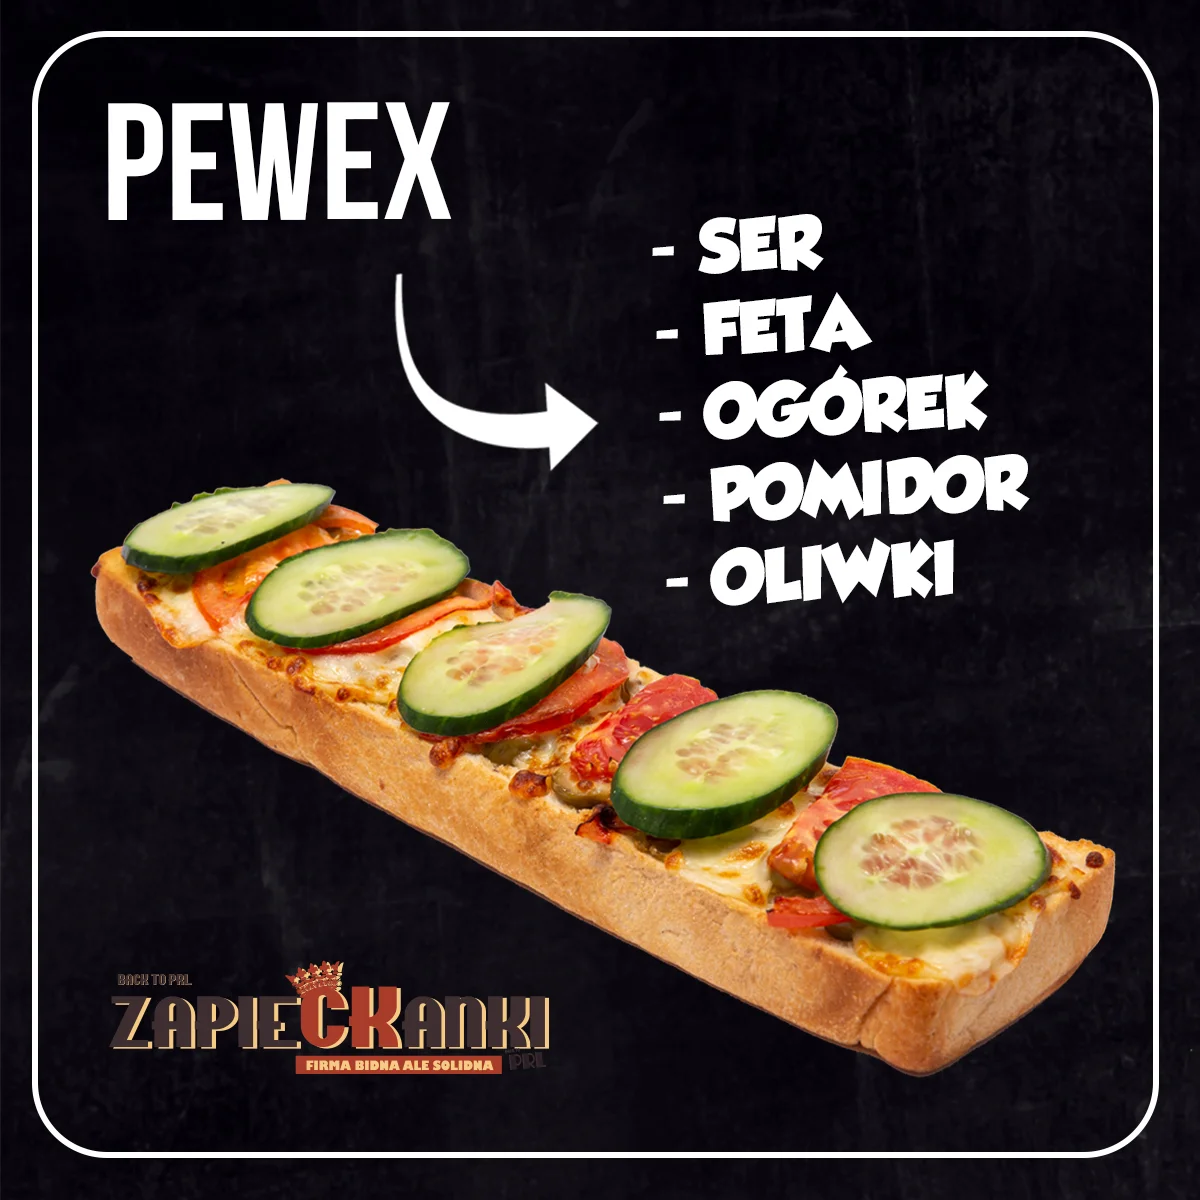 PEWEX
- SER
- FETA
- OGÓREK
- POMIDOR
- OLIWKI
BACK TO PRL
ZAPIECKANKI
FIRMA BIDNA ALE SOLIDNA
PRL